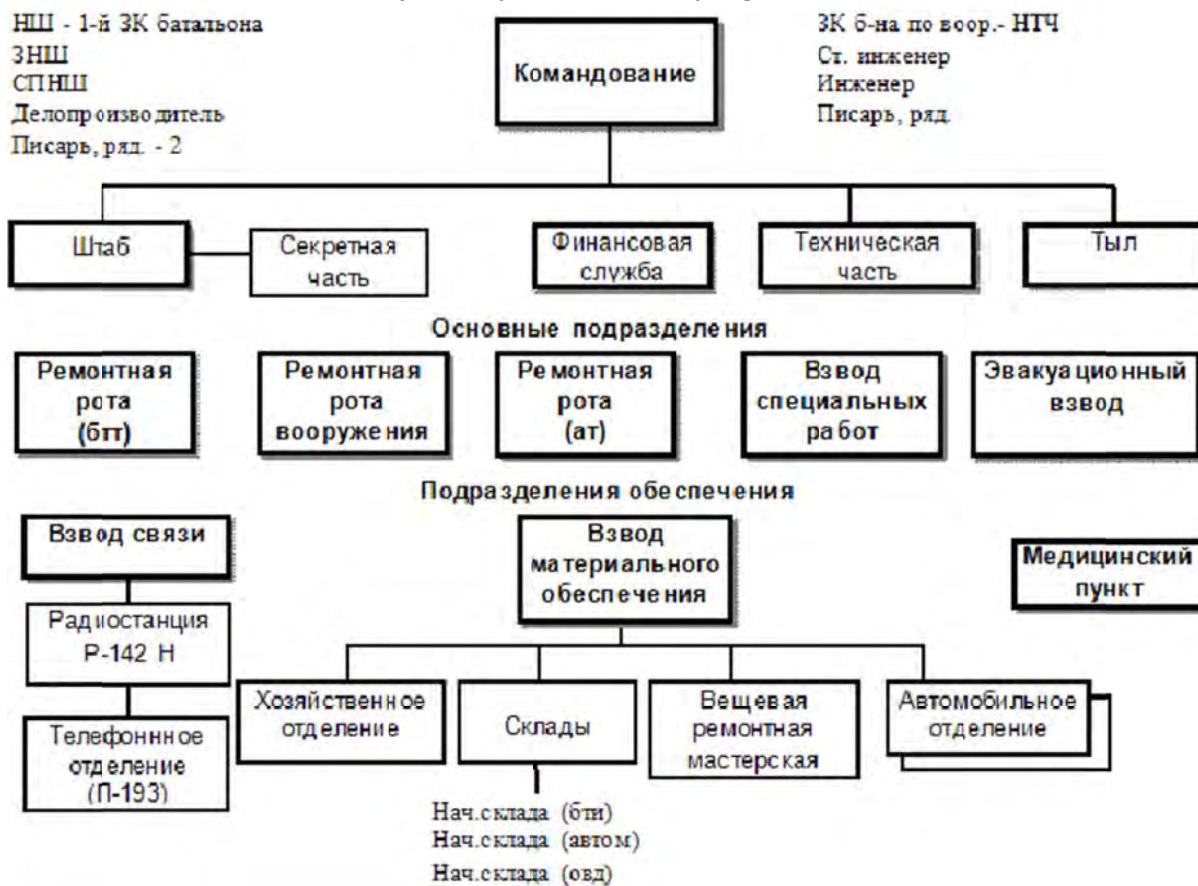 НШ - 1-й ЗК батальона
ЗНШ
СПНШ
Делопроизводитель
Писарь, ряд. - 2
Командование
ЗК б-на по воор.- НТЧ
Ст. инженер
Инженер
Писарь, ряд.
Штаб
Секретная
часть
Финансовая
служба
Техническая
часть
Тыл
Основные подразделения
Ремонтная
рота
(бтт)
Ремонтная
рота
вооружения
Ремонтная
рота
(ат)
Взвод
специальных
работ
Эвакуационный
взвод
Подразделения обеспечения
Взвод связи
Радиостанция
Р-142 Н
Телефоннное
отделение
(П-193)
Взвод
материального
обеспечения
Медицинский
пункт
Хозяйственное
отделение
Склады
Вещевая
ремонтная
мастерская
Автомобильное
отделение
Нач.склада (бти)
Нач.склада (автом)
Нач.склада (овд)